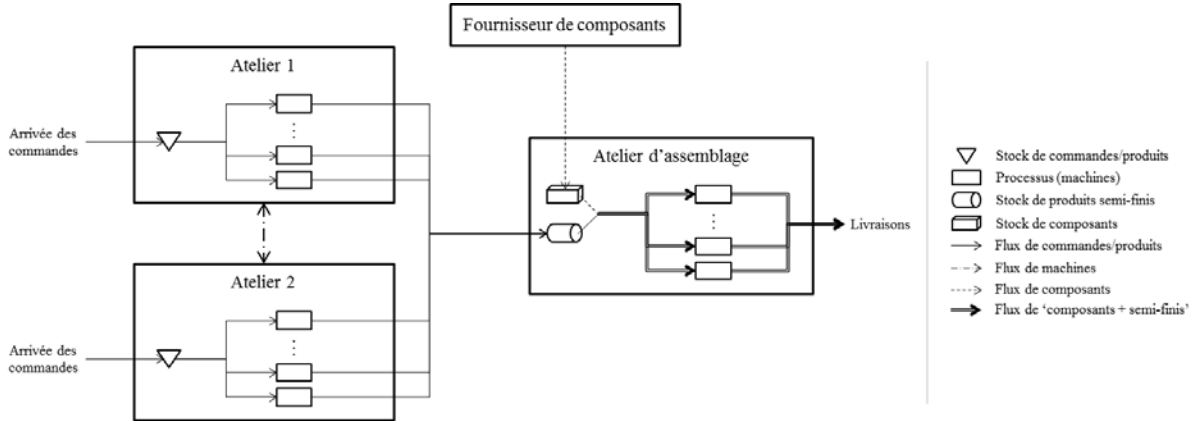 Fournisseur de composants
Atelier 1
Arrivée des
commandes
Atelier d'assemblage
Livraisons
Atelier 2
Arrivée des
commandes
Stock de commandes/produits
Processus (machines)
Stock de produits semi-finis
Stock de composants
Flux de commandes/produits
Flux de machines
Flux de composants
Flux de 'composants + semi-finis'